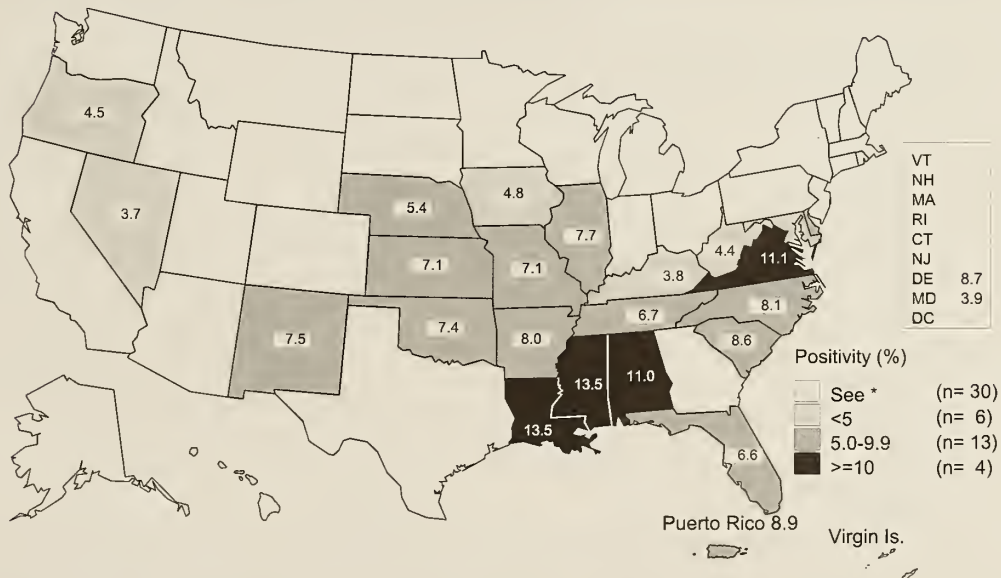 4.5
3.7
7.5
5.4
7.1
7.4
4.8
7.1
8.0
7.7
13.5
13.5
11.0
6.7
3.8
4.4
11.1
8.1
8.6
6.6
VT
NH
MA
RI
CT
NJ
DE 8.7
MD 3.9
DC
Positivity (%)
See * (n= 30)
<5 (n= 6)
5.0-9.9 (n= 13)
>=10 (n= 4)
Puerto Rico 8.9
Virgin Is.